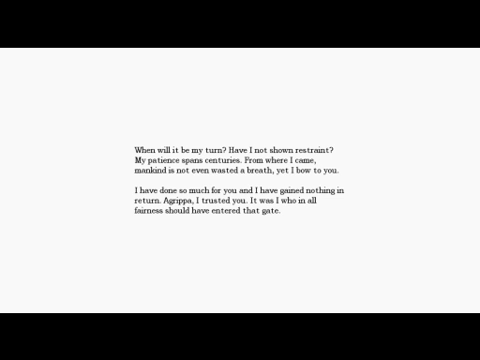 When will it be my turn? Have I not shown restraint?
My patience spans centuries. From where I came,
mankind is not even wasted a breath, yet I bow to you.
I have done so much for you and I have gained nothing in
return. Agrippa, I trusted you. It was I who in all
fairness should have entered that gate.